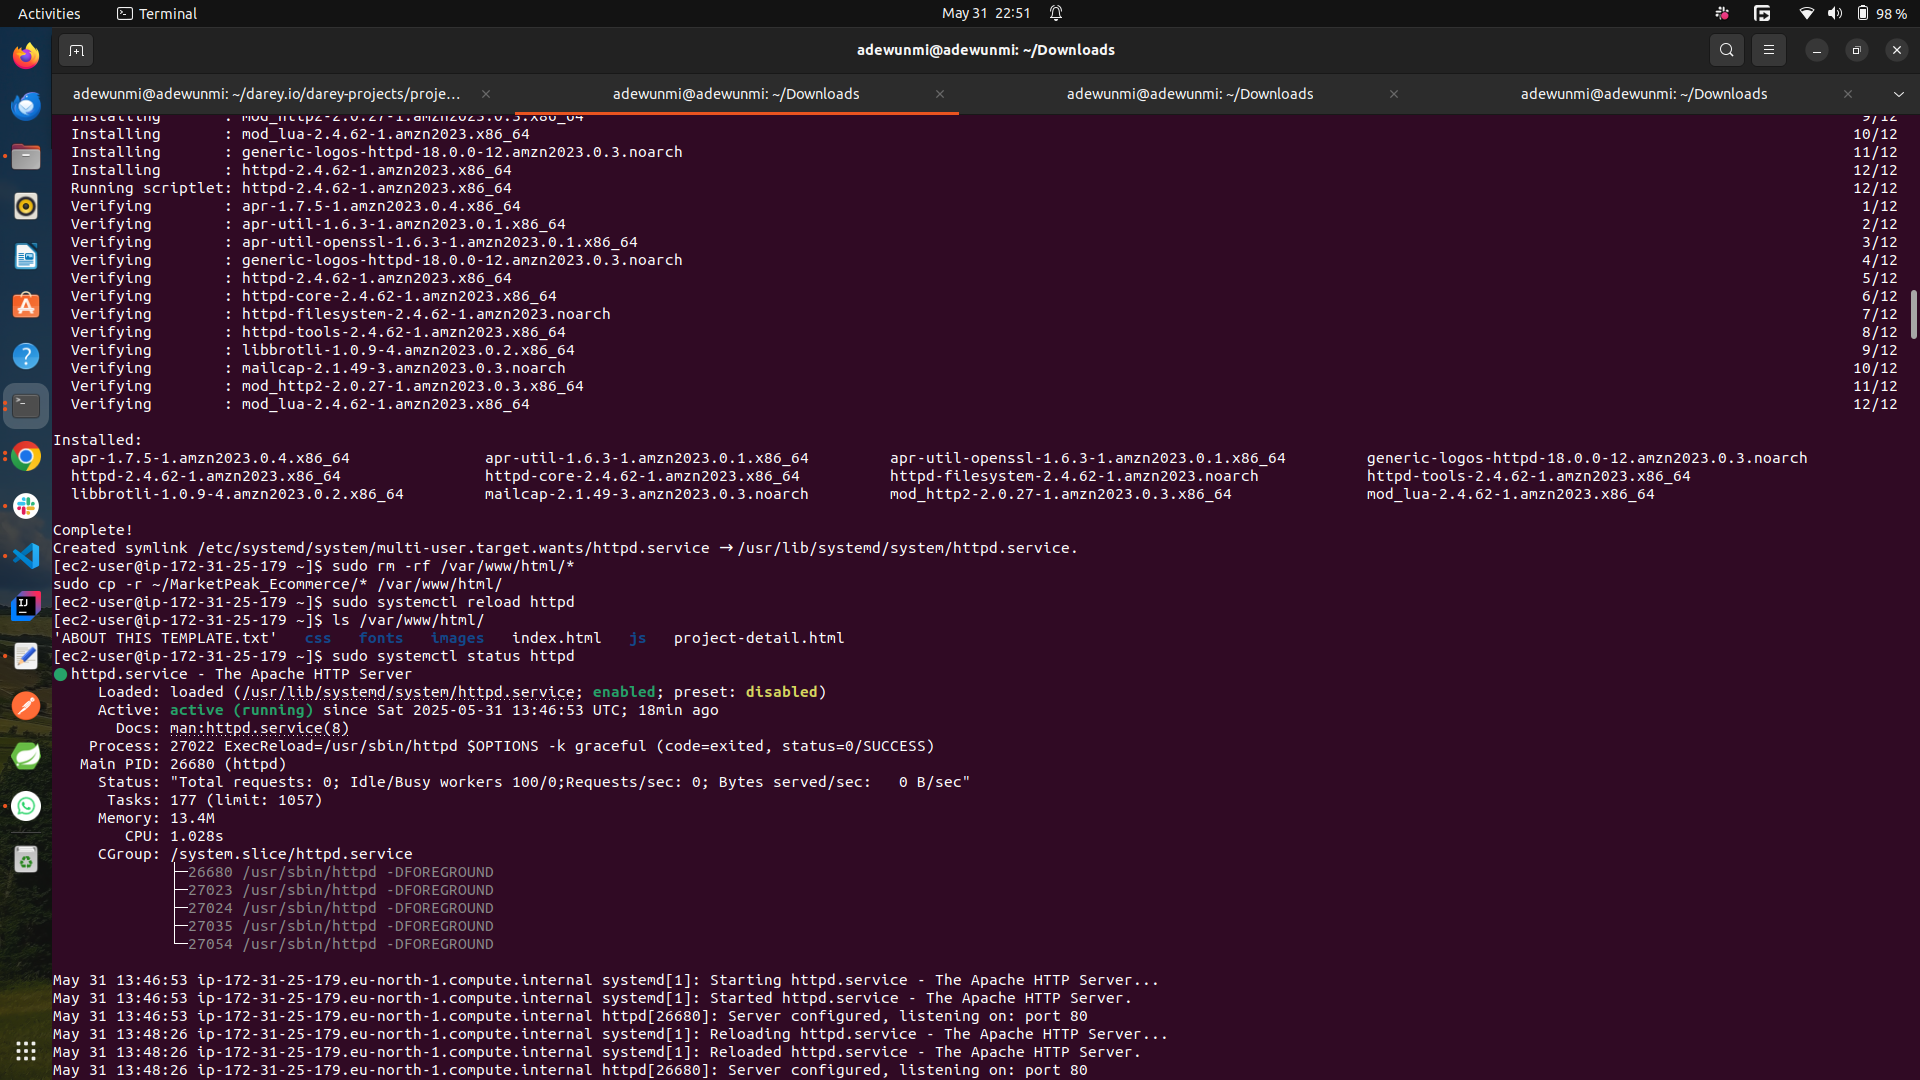 Activities
Terminal
May 31 22:51
98 %
adewunmi@adewunmi: ~/Downloads
adewunmi@adewunmi: ~/darey.io/darey-projects/proje...
adewunmi@adewunmi: ~/Downloads
adewunmi@adewunmi: ~/Downloads
adewunmi@adewunmi: ~/Downloads
Installing : mod_http2-2.0.27-1.amzn2023.0.3.x86_64 9/12
Installing : mod_lua-2.4.62-1.amzn2023.x86_64 10/12
Installing : generic-logos-httpd-18.0.0-12.amzn2023.0.3.noarch 11/12
Installing : httpd-2.4.62-1.amzn2023.x86_64 12/12
Running scriptlet: httpd-2.4.62-1.amzn2023.x86_64 12/12
Verifying : apr-1.7.5-1.amzn2023.0.4.x86_64 1/12
Verifying : apr-util-1.6.3-1.amzn2023.0.1.x86_64 2/12
Verifying : apr-util-openssl-1.6.3-1.amzn2023.0.1.x86_64 3/12
Verifying : generic-logos-httpd-18.0.0-12.amzn2023.0.3.noarch 4/12
Verifying : httpd-2.4.62-1.amzn2023.x86_64 5/12
Verifying : httpd-core-2.4.62-1.amzn2023.x86_64 6/12
Verifying : httpd-filesystem-2.4.62-1.amzn2023.noarch 7/12
Verifying : httpd-tools-2.4.62-1.amzn2023.x86_64 8/12
Verifying : libbrotli-1.0.9-4.amzn2023.0.2.x86_64 9/12
Verifying : mailcap-2.1.49-3.amzn2023.0.3.noarch 10/12
Verifying : mod_http2-2.0.27-1.amzn2023.0.3.x86_64 11/12
Verifying : mod_lua-2.4.62-1.amzn2023.x86_64 12/12
Installed:
apr-1.7.5-1.amzn2023.0.4.x86_64 apr-util-1.6.3-1.amzn2023.0.1.x86_64 apr-util-openssl-1.6.3-1.amzn2023.0.1.x86_64 generic-logos-httpd-18.0.0-12.amzn2023.0.3.noarch
httpd-2.4.62-1.amzn2023.x86_64 httpd-core-2.4.62-1.amzn2023.x86_64 httpd-filesystem-2.4.62-1.amzn2023.noarch httpd-tools-2.4.62-1.amzn2023.x86_64
libbrotli-1.0.9-4.amzn2023.0.2.x86_64 mailcap-2.1.49-3.amzn2023.0.3.noarch mod_http2-2.0.27-1.amzn2023.0.3.x86_64 mod_lua-2.4.62-1.amzn2023.x86_64
Complete!
Created symlink /etc/systemd/system/multi-user.target.wants/httpd.service → /usr/lib/systemd/system/httpd.service.
[ec2-user@ip-172-31-25-179 ~]$ sudo rm -rf /var/www/html/*
sudo cp -r ~/MarketPeak_Ecommerce/* /var/www/html/
[ec2-user@ip-172-31-25-179 ~]$ sudo systemctl reload httpd
[ec2-user@ip-172-31-25-179 ~]$ ls /var/www/html/
'ABOUT THIS TEMPLATE.txt' css fonts images index.html js project-detail.html
[ec2-user@ip-172-31-25-179 ~]$ sudo systemctl status httpd
● httpd.service - The Apache HTTP Server
Loaded: loaded (/usr/lib/systemd/system/httpd.service; enabled; preset: disabled)
Active: active (running) since Sat 2025-05-31 13:46:53 UTC; 18min ago
Docs: man:httpd.service(8)
Process: 27022 ExecReload=/usr/sbin/httpd $OPTIONS -k graceful (code=exited, status=0/SUCCESS)
Main PID: 26680 (httpd)
Status: "Total requests: 0; Idle/Busy workers 100/0;Requests/sec: 0; Bytes served/sec: 0 B/sec"
Tasks: 177 (limit: 1057)
Memory: 13.4M
CPU: 1.028s
CGroup: /system.slice/httpd.service
├─26680 /usr/sbin/httpd -DFOREGROUND
├─27023 /usr/sbin/httpd -DFOREGROUND
├─27024 /usr/sbin/httpd -DFOREGROUND
├─27035 /usr/sbin/httpd -DFOREGROUND
└─27054 /usr/sbin/httpd -DFOREGROUND
May 31 13:46:53 ip-172-31-25-179.eu-north-1.compute.internal systemd[1]: Starting httpd.service - The Apache HTTP Server...
May 31 13:46:53 ip-172-31-25-179.eu-north-1.compute.internal systemd[1]: Started httpd.service - The Apache HTTP Server.
May 31 13:46:53 ip-172-31-25-179.eu-north-1.compute.internal httpd[26680]: Server configured, listening on: port 80
May 31 13:48:26 ip-172-31-25-179.eu-north-1.compute.internal systemd[1]: Reloading httpd.service - The Apache HTTP Server...
May 31 13:48:26 ip-172-31-25-179.eu-north-1.compute.internal systemd[1]: Reloaded httpd.service - The Apache HTTP Server.
May 31 13:48:26 ip-172-31-25-179.eu-north-1.compute.internal httpd[26680]: Server configured, listening on: port 80